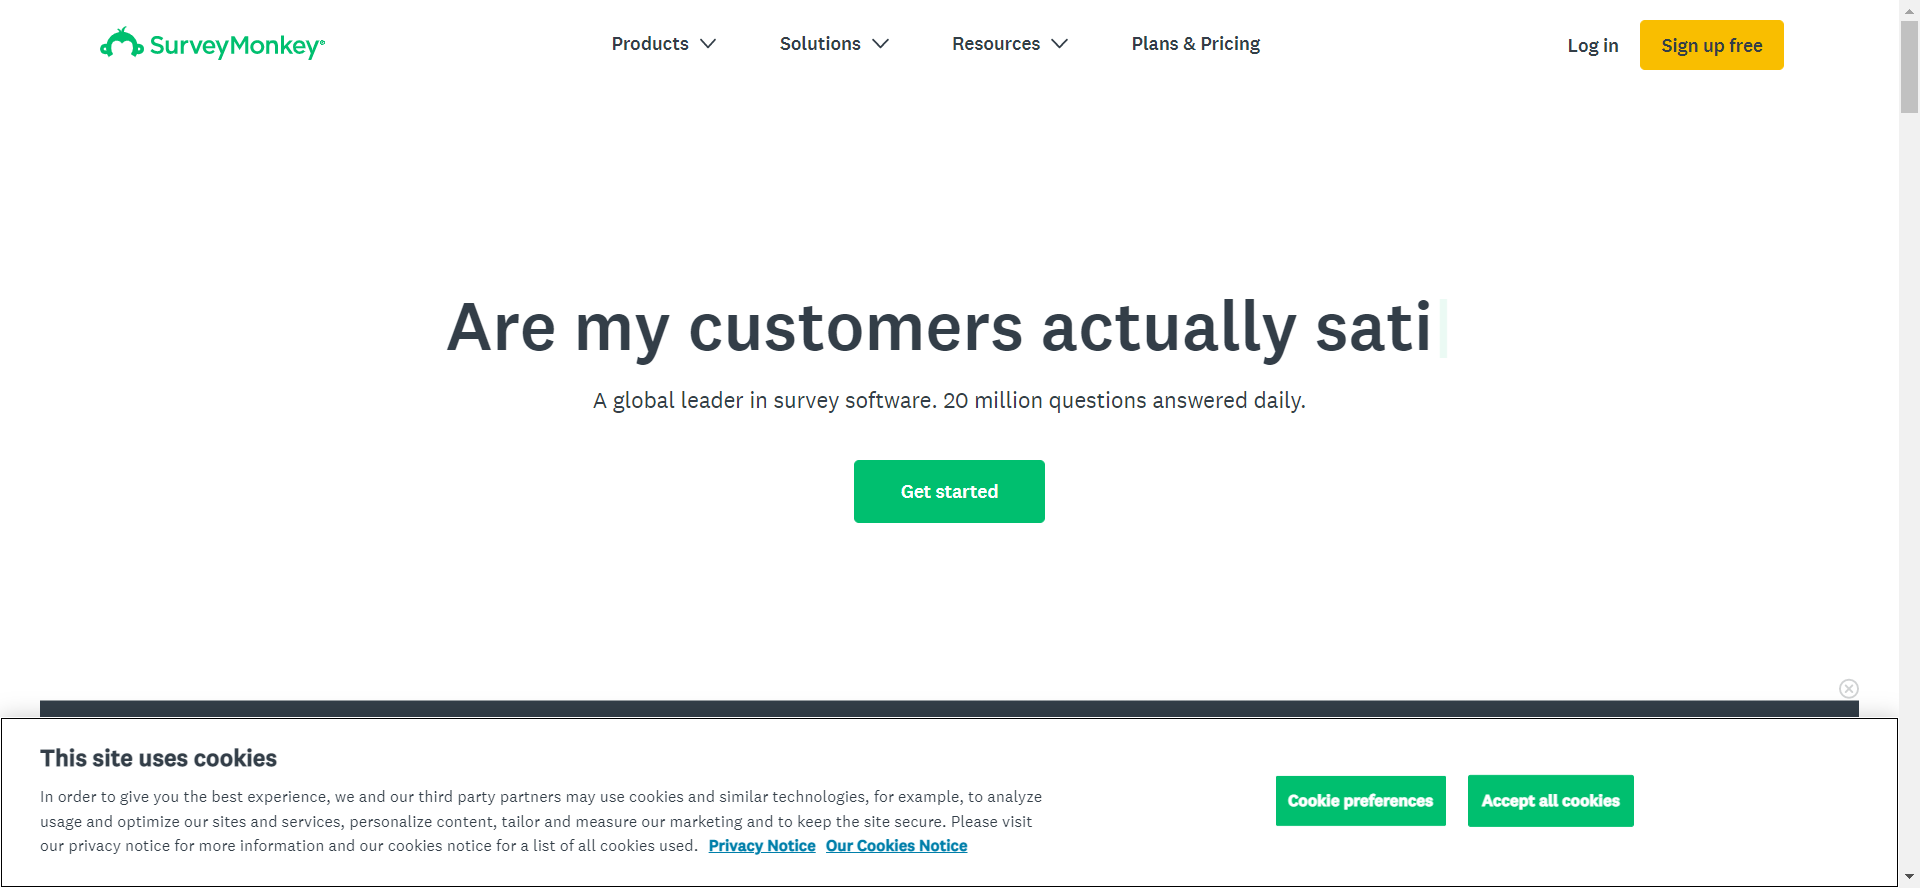 SurveyMonkey®
Products
Solutions
Resources
Plans & Pricing
Log in
Sign up free
Are my customers actually sati
A global leader in survey software. 20 million questions answered daily.
Get started
This site uses cookies
In order to give you the best experience, we and our third party partners may use cookies and similar technologies, for example, to analyze
usage and optimize our sites and services, personalize content, tailor and measure our marketing and to keep the site secure. Please visit
our privacy notice for more information and our cookies notice for a list of all cookies used. Privacy Notice Our Cookies Notice
Cookie preferences
Accept all cookies